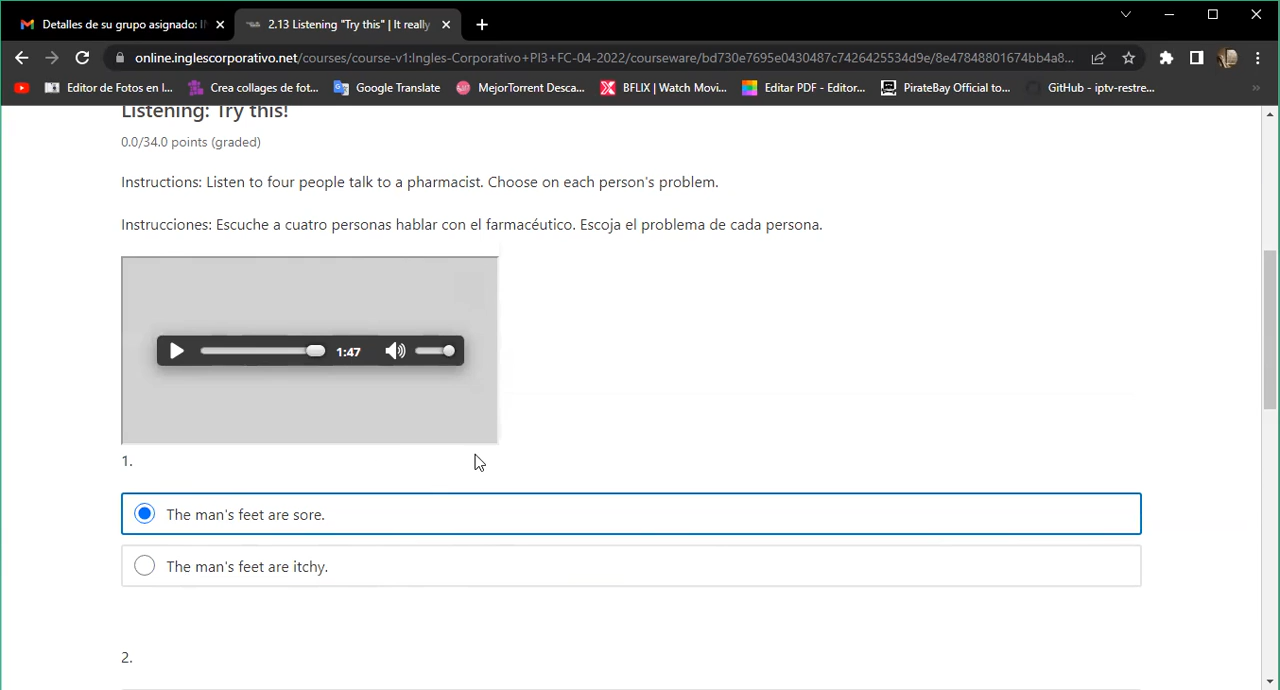 Detalles de su grupo asignado: I
2.13 Listening "Try this" | It really
online.inglescorporativo.net/courses/course-v1:Ingles-Corporativo+PI3+FC-04-2022/courseware/bd730e7695e0430487c7426425534d9e/8e47848801674bb4a8...
Editor de Fotos en l...
Crea collages de fot...
Google Translate
MejorTorrent Desca...
BFLIX | Watch Movi...
Editar PDF - Editor...
PirateBay Official to...
GitHub - iptv-restre...
Listening: Try this!
0.0/34.0 points (graded)
Instructions: Listen to four people talk to a pharmacist. Choose on each person's problem.
Instrucciones: Escuche a cuatro personas hablar con el farmacéutico. Escoja el problema de cada persona.
1:47
1.
The man's feet are sore.
The man's feet are itchy.
2.